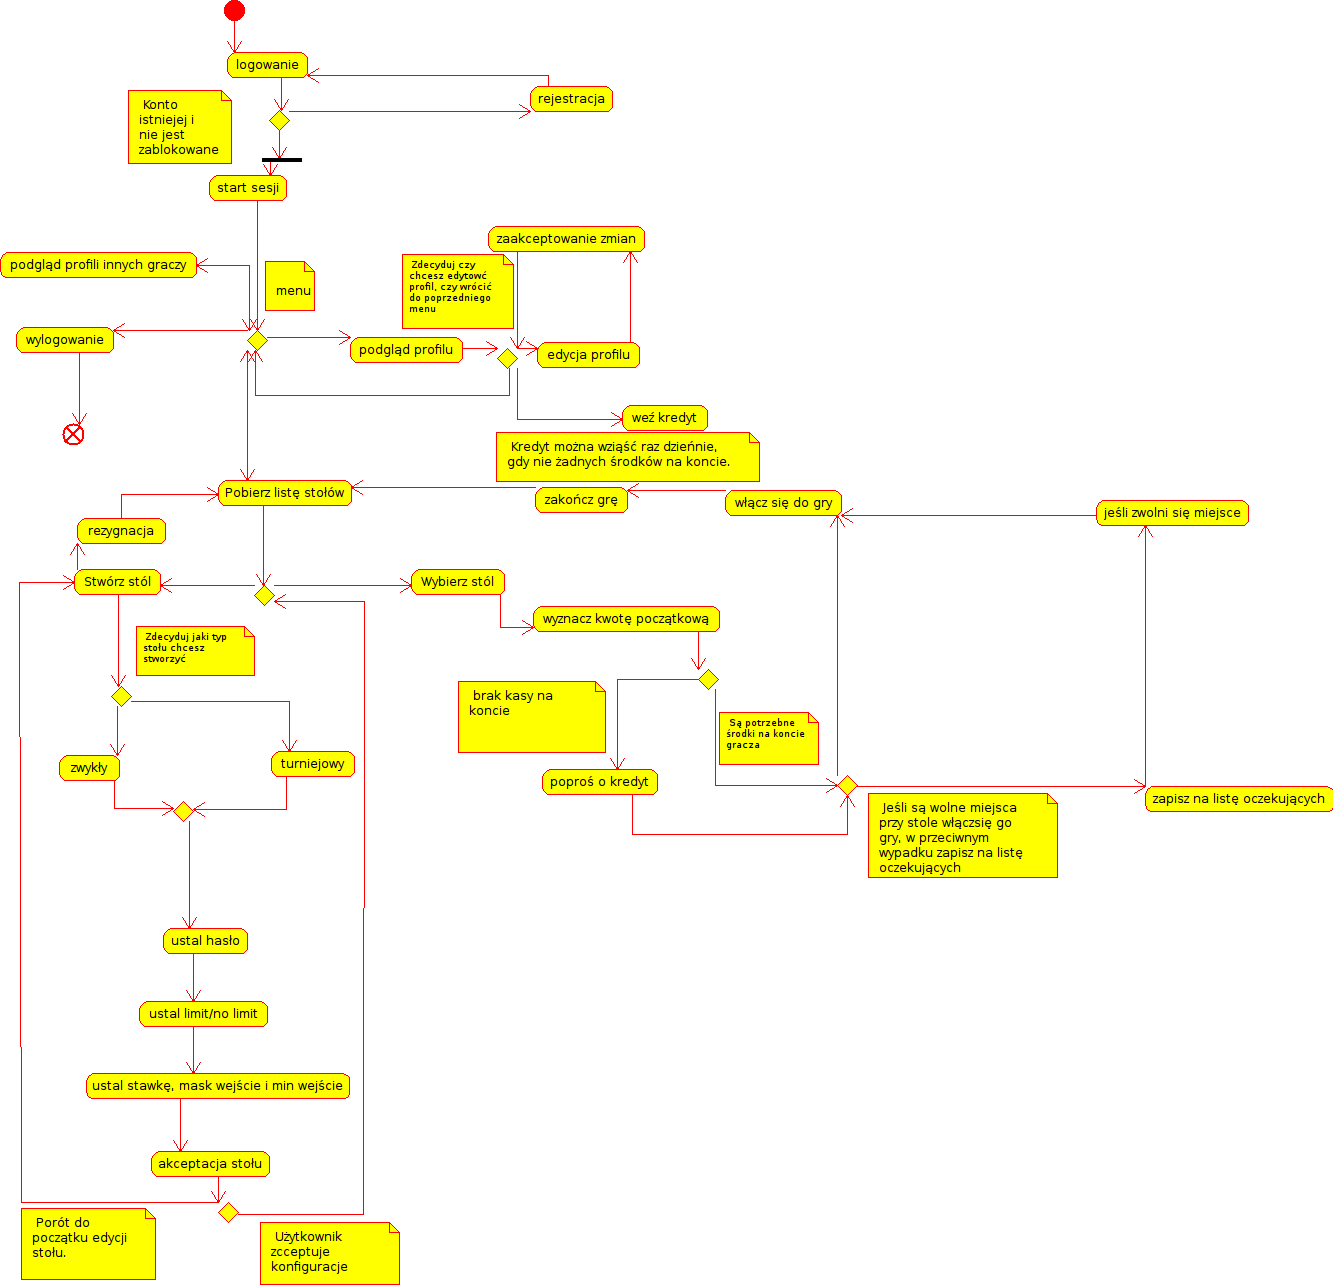 logowanie
rejestracja
Konto
istniejej i
nie jest
zablokowane
start sesji
zaakceptowanie zmian
podgląd profili innych graczy
Zdecyduj czy
chcesz edytowć
profil, czy wrócić
do poprzedniego
menu
menu
wylogowanie
podgląd profilu
edycja profilu
weź kredyt
Kredyt można wziąść raz dzieńnie,
gdy nie żadnych środków na koncie.
Pobierz listę stołów
zakończ grę
włącz się do gry
jeśli zwolni się miejsce
rezygnacja
Stwórz stól
Wybierz stól
wyznacz kwotę początkową
Zdecyduj jaki typ
stołu chcesz
stworzyć
brak kasy na
koncie
Są potrzebne
środki na koncie
gracza
zwykły
turniejowy
poproś o kredyt
zapisz na listę oczekujących
Jeśli są wolne miejsca
przy stole włączsię go
gry, w przeciwnym
wypadku zapisz na listę
oczekujących
ustal hasło
ustal limit/no limit
ustal stawkę, mask wejście i min wejście
akceptacja stołu
Porót do
początku edycji
stołu.
Użytkownik
zcceptuje
konfiguracje